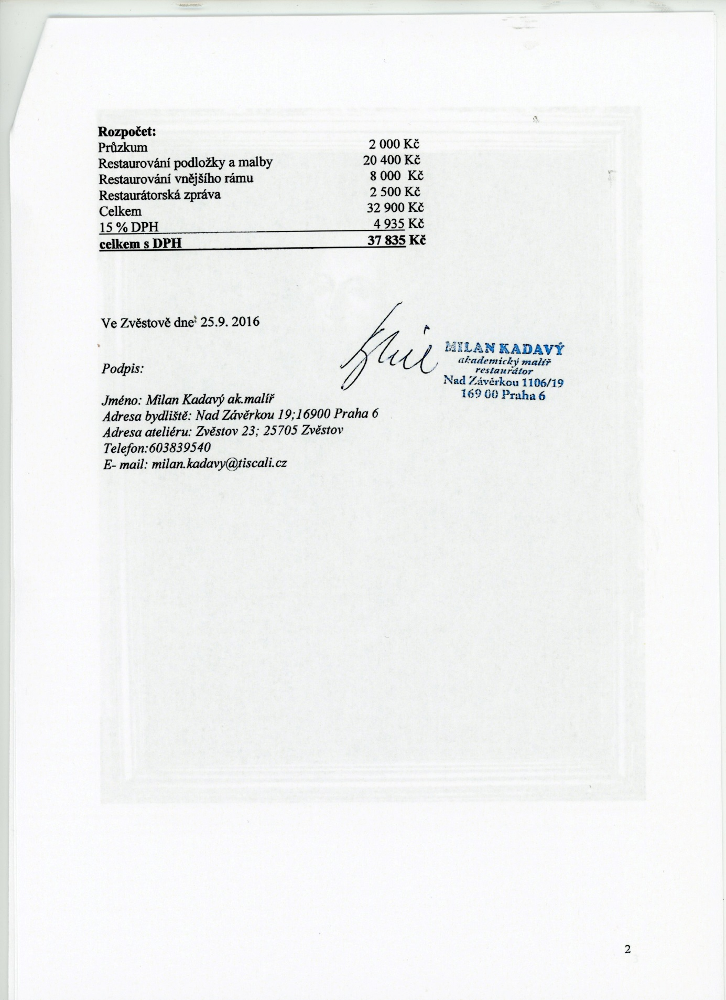 Rozpočet:
Průzkum 2 000 Kč
Restaurování podložky a malby 20 400 Kč
Restaurování vnějšího rámu 8 000 Kč
Restaurátorská zpráva 2 500 Kč
Celkem 32 900 Kč
15 % DPH 4 935 Kč
celkem s DPH 37 835 Kč
Ve Zvěstově dne 25.9. 2016
MILAN KADAVÝ
akademický malíř
restaurátor
Nad Závěrkou 1106/19
169 00 Praha 6
Podpis:
Jméno: Milan Kadavý ak.malíř
Adresa bydliště: Nad Závěrkou 19;16900 Praha 6
Adresa ateliéru: Zvěstov 23; 25705 Zvěstov
Telefon:603839540
E- mail: milan.kadavy@tiscali.cz
2